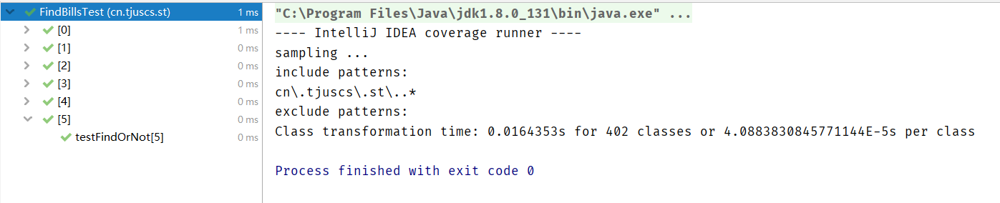 FindBillsTest (cn.tjuscs.st) 1 ms
[0] 1 ms
[1] 0 ms
[2] 0 ms
[3] 0 ms
[4] 0 ms
[5] 0 ms
testFindOrNot[5] 0 ms
"C:\Program Files\Java\jdk1.8.0_131\bin\java.exe" ...
---- IntelliJ IDEA coverage runner ----
sampling ...
include patterns:
cn\.tjuscs\.st\..*
exclude patterns:
Class transformation time: 0.0164353s for 402 classes or 4.0883830845771144E-5s per class
Process finished with exit code 0